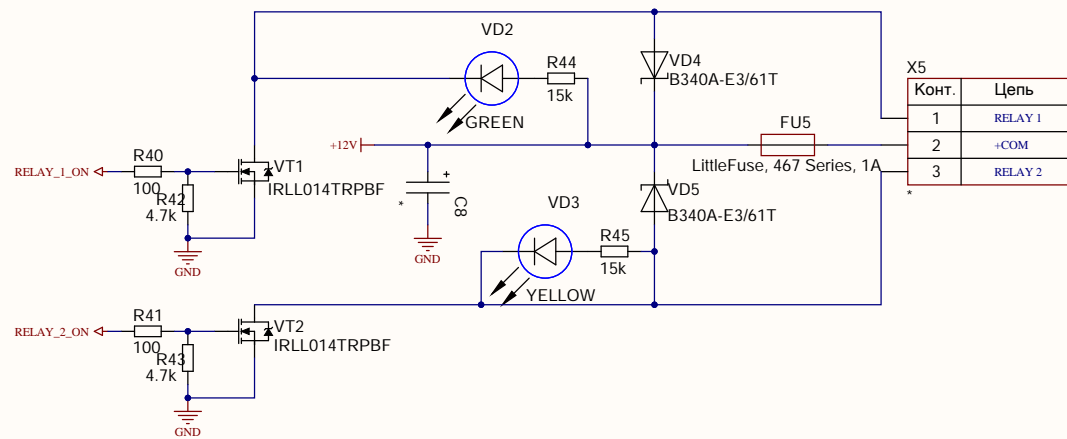 VD2
R44
15k
GREEN
VD4
B340A-E3/61T
X5
Конт.
Цепь
1
RELAY 1
2
+COM
3
RELAY 2
*
FU5
LittleFuse, 467 Series, 1A
+12V
RELAY_1_ON
R40
100
R42
4.7k
VT1
IRLL014TRPBF
GND
+
*
C8
GND
VD5
B340A-E3/61T
VD3
R45
15k
YELLOW
RELAY_2_ON
R41
100
R43
4.7k
VT2
IRLL014TRPBF
GND